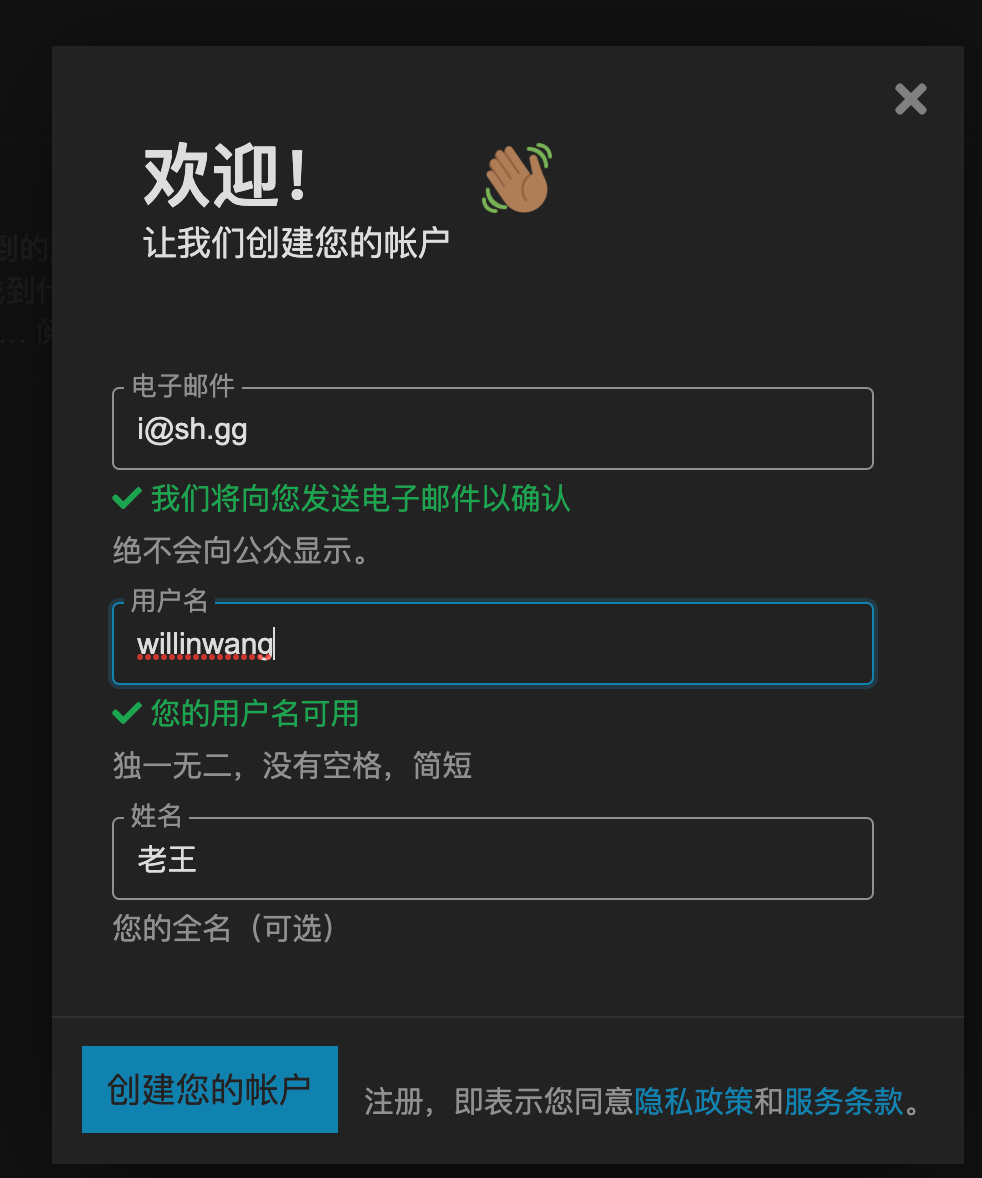 欢迎！
让我们创建您的帐户
电子邮件
i@sh.gg
我们将向您发送电子邮件以确认
绝不会向公众显示。
用户名
willinwang
您的用户名可用
独一无二，没有空格，简短
姓名
老王
您的全名（可选）
创建您的帐户
注册，即表示您同意隐私政策和服务条款。